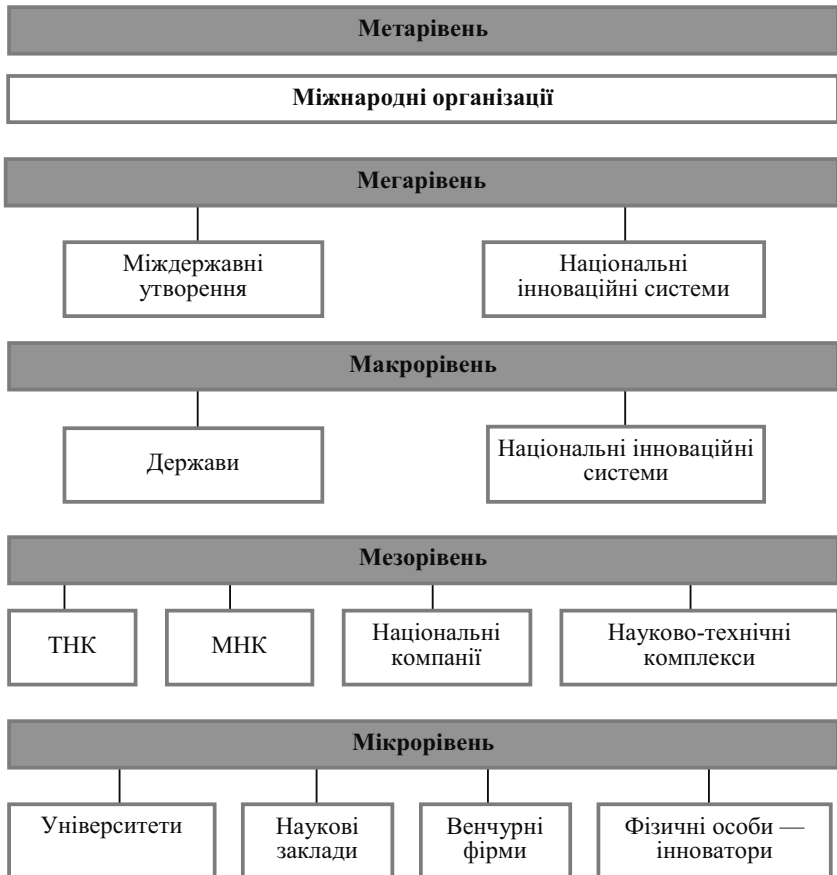 Метарівень
Міжнародні організації
Мегарівень
Міждержавні
утворення
Національні
інноваційні системи
Макрорівень
Держави
Національні інноваційні
системи
Мезорівень
ТНК
МНК
Національні
компанії
Науково-технічні
комплекси
Мікрорівень
Університети
Наукові
заклади
Венчурні
фірми
Фізичні особи —
інноватори